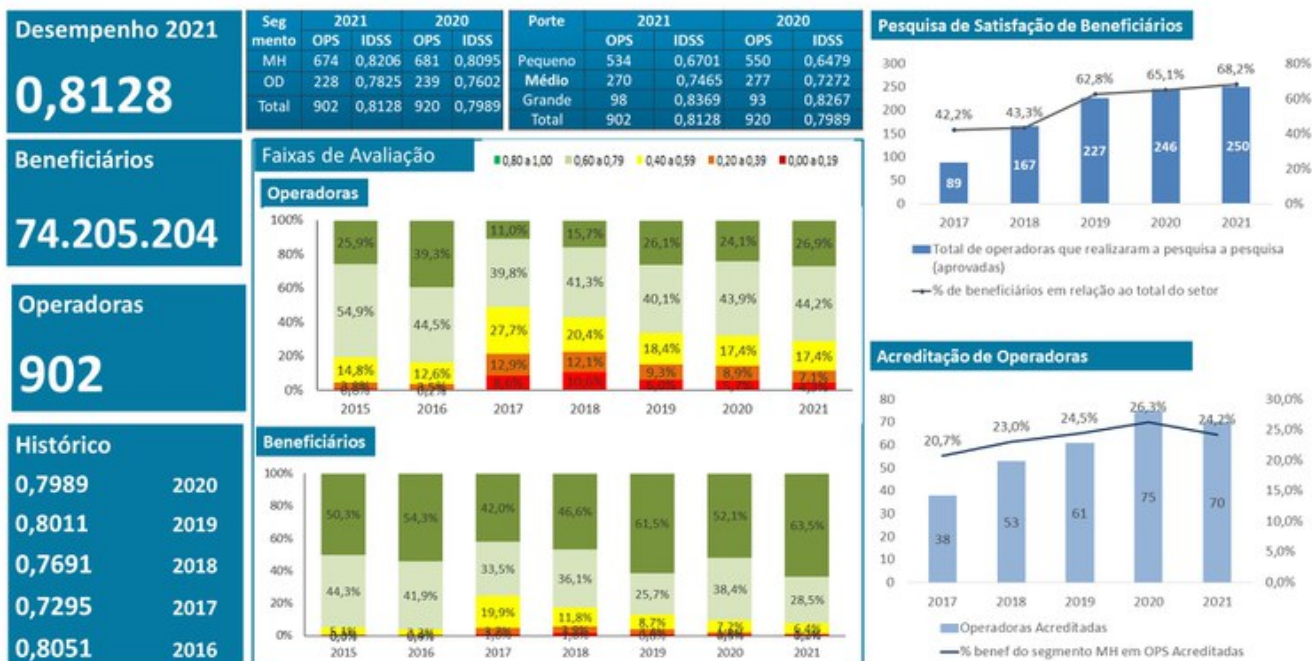 Desempenho 2021
0,8128
Beneficiários
74.205.204
Operadoras
902
Histórico
0,7989 2020
0,8011 2019
0,7691 2018
0,7295 2017
0,8051 2016
Seg mento 2021 2020
OPS IDSS OPS IDSS
MH 674 0,8206 681 0,8095
OD 228 0,7825 239 0,7602
Total 902 0,8128 920 0,7989
Porte 2021 2020
OPS IDSS OPS IDSS
Pequeno 534 0,6701 550 0,6479
Médio 270 0,7465 277 0,7272
Grande 98 0,8369 93 0,8267
Total 902 0,8128 920 0,7989
Faixas de Avaliação
0,80 a 1,00 0,60 a 0,79 0,40 a 0,59 0,20 a 0,39 0,00 a 0,19
Operadoras
100%
80%
60%
40%
20%
0%
25,9% 39,3% 11,0% 15,7% 26,1% 24,1% 26,9%
54,9% 44,5% 39,8% 41,3% 40,1% 43,9% 44,2%
14,8% 12,6% 27,7% 20,4% 18,4% 17,4% 17,4%
12,9% 12,1% 9,3% 8,9% 7,1%
2015 2016 2017 2018 2019 2020 2021
Beneficiários
100%
80%
60%
40%
20%
0%
50,3% 54,3% 42,0% 46,6% 61,5% 52,1% 63,5%
44,3% 41,9% 33,5% 36,1% 25,7% 38,4% 28,5%
19,9% 11,8% 8,7% 7,2% 6,4%
2015 2016 2017 2018 2019 2020 2021
Pesquisa de Satisfação de Beneficiários
300
250
200
150
100
50
0
80%
60%
40%
20%
0%
42,2% 43,3% 62,8% 65,1% 68,2%
89 167 227 246 250
2017 2018 2019 2020 2021
Total de operadoras que realizaram a pesquisa a pesquisa
(aprovadas)
% de beneficiários em relação ao total do setor
Acreditação de Operadoras
80
70
60
50
40
30
20
10
0
30,0%
25,0%
20,0%
15,0%
10,0%
5,0%
0,0%
20,7% 23,0% 24,5% 26,3% 24,2%
38 53 61 75 70
2017 2018 2019 2020 2021
Operadoras Acreditadas
% benef do segmento MH em OPS Acreditadas